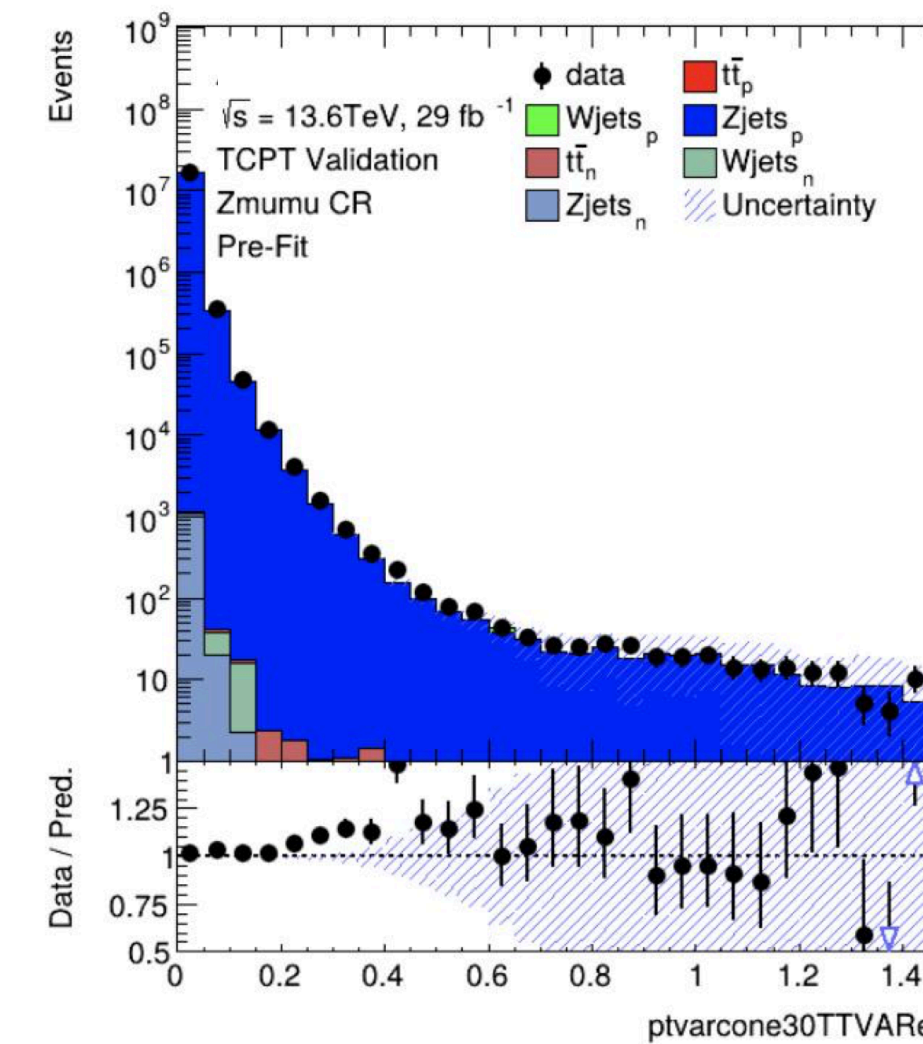 Events
10^9
10^8
10^7
10^6
10^5
10^4
10^3
10^2
10
1
√s = 13.6TeV, 29 fb^-1
TCPT Validation
Zmumu CR
Pre-Fit
data
tt̄_p
Wjets_p
Zjets_p
tt̄_n
Wjets_n
Zjets_n
Uncertainty
Data / Pred.
1.25
1
0.75
0.5
0 0.2 0.4 0.6 0.8 1 1.2 1.4
ptvarcone30TTVARe